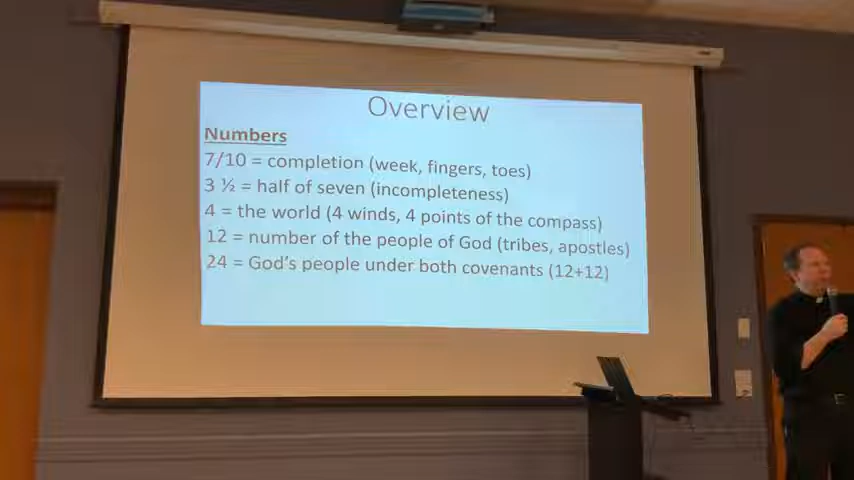 Overview
Numbers
7/10 = completion (week, fingers, toes)
3 ½ = half of seven (incompleteness)
4 = the world (4 winds, 4 points of the compass)
12 = number of the people of God (tribes, apostles)
24 = God's people under both covenants (12+12)